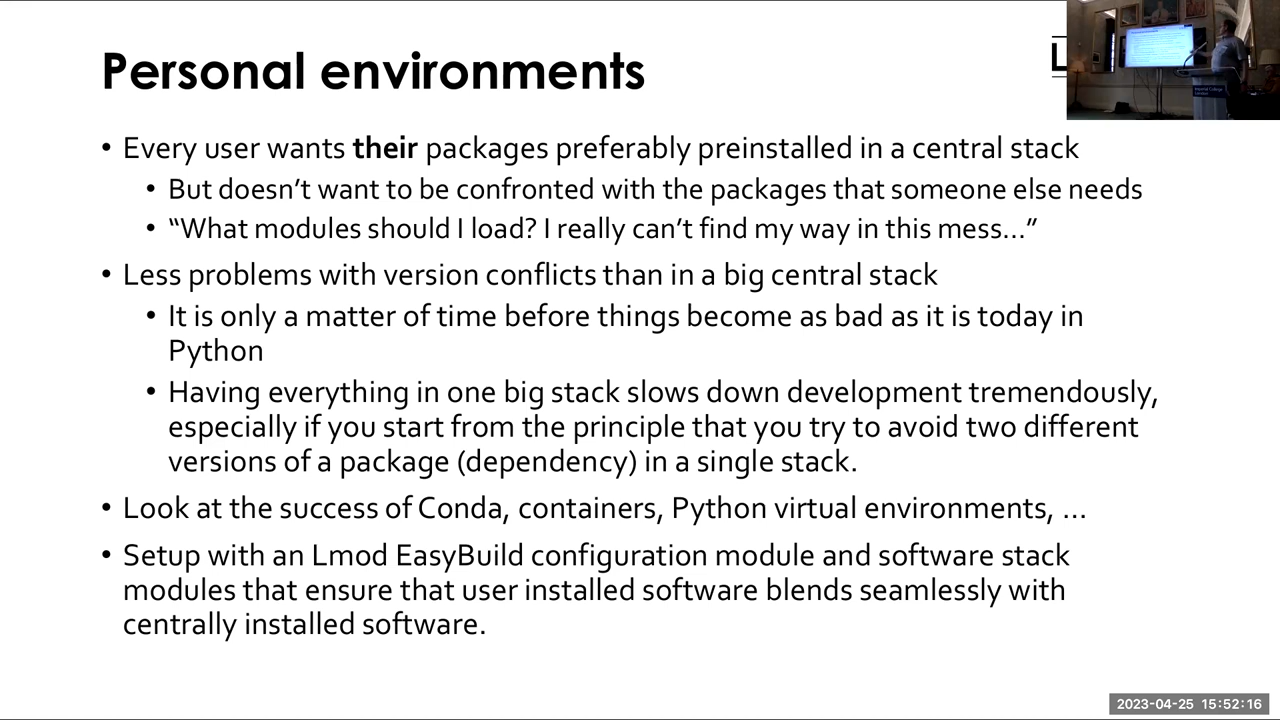 Personal environments
L
• Every user wants their packages preferably preinstalled in a central stack
• But doesn’t want to be confronted with the packages that someone else needs
• “What modules should I load? I really can’t find my way in this mess…”
• Less problems with version conflicts than in a big central stack
• It is only a matter of time before things become as bad as it is today in
Python
• Having everything in one big stack slows down development tremendously,
especially if you start from the principle that you try to avoid two different
versions of a package (dependency) in a single stack.
• Look at the success of Conda, containers, Python virtual environments, …
• Setup with an Lmod EasyBuild configuration module and software stack
modules that ensure that user installed software blends seamlessly with
centrally installed software.
Imperial College
London
2023-04-25 15:52:16